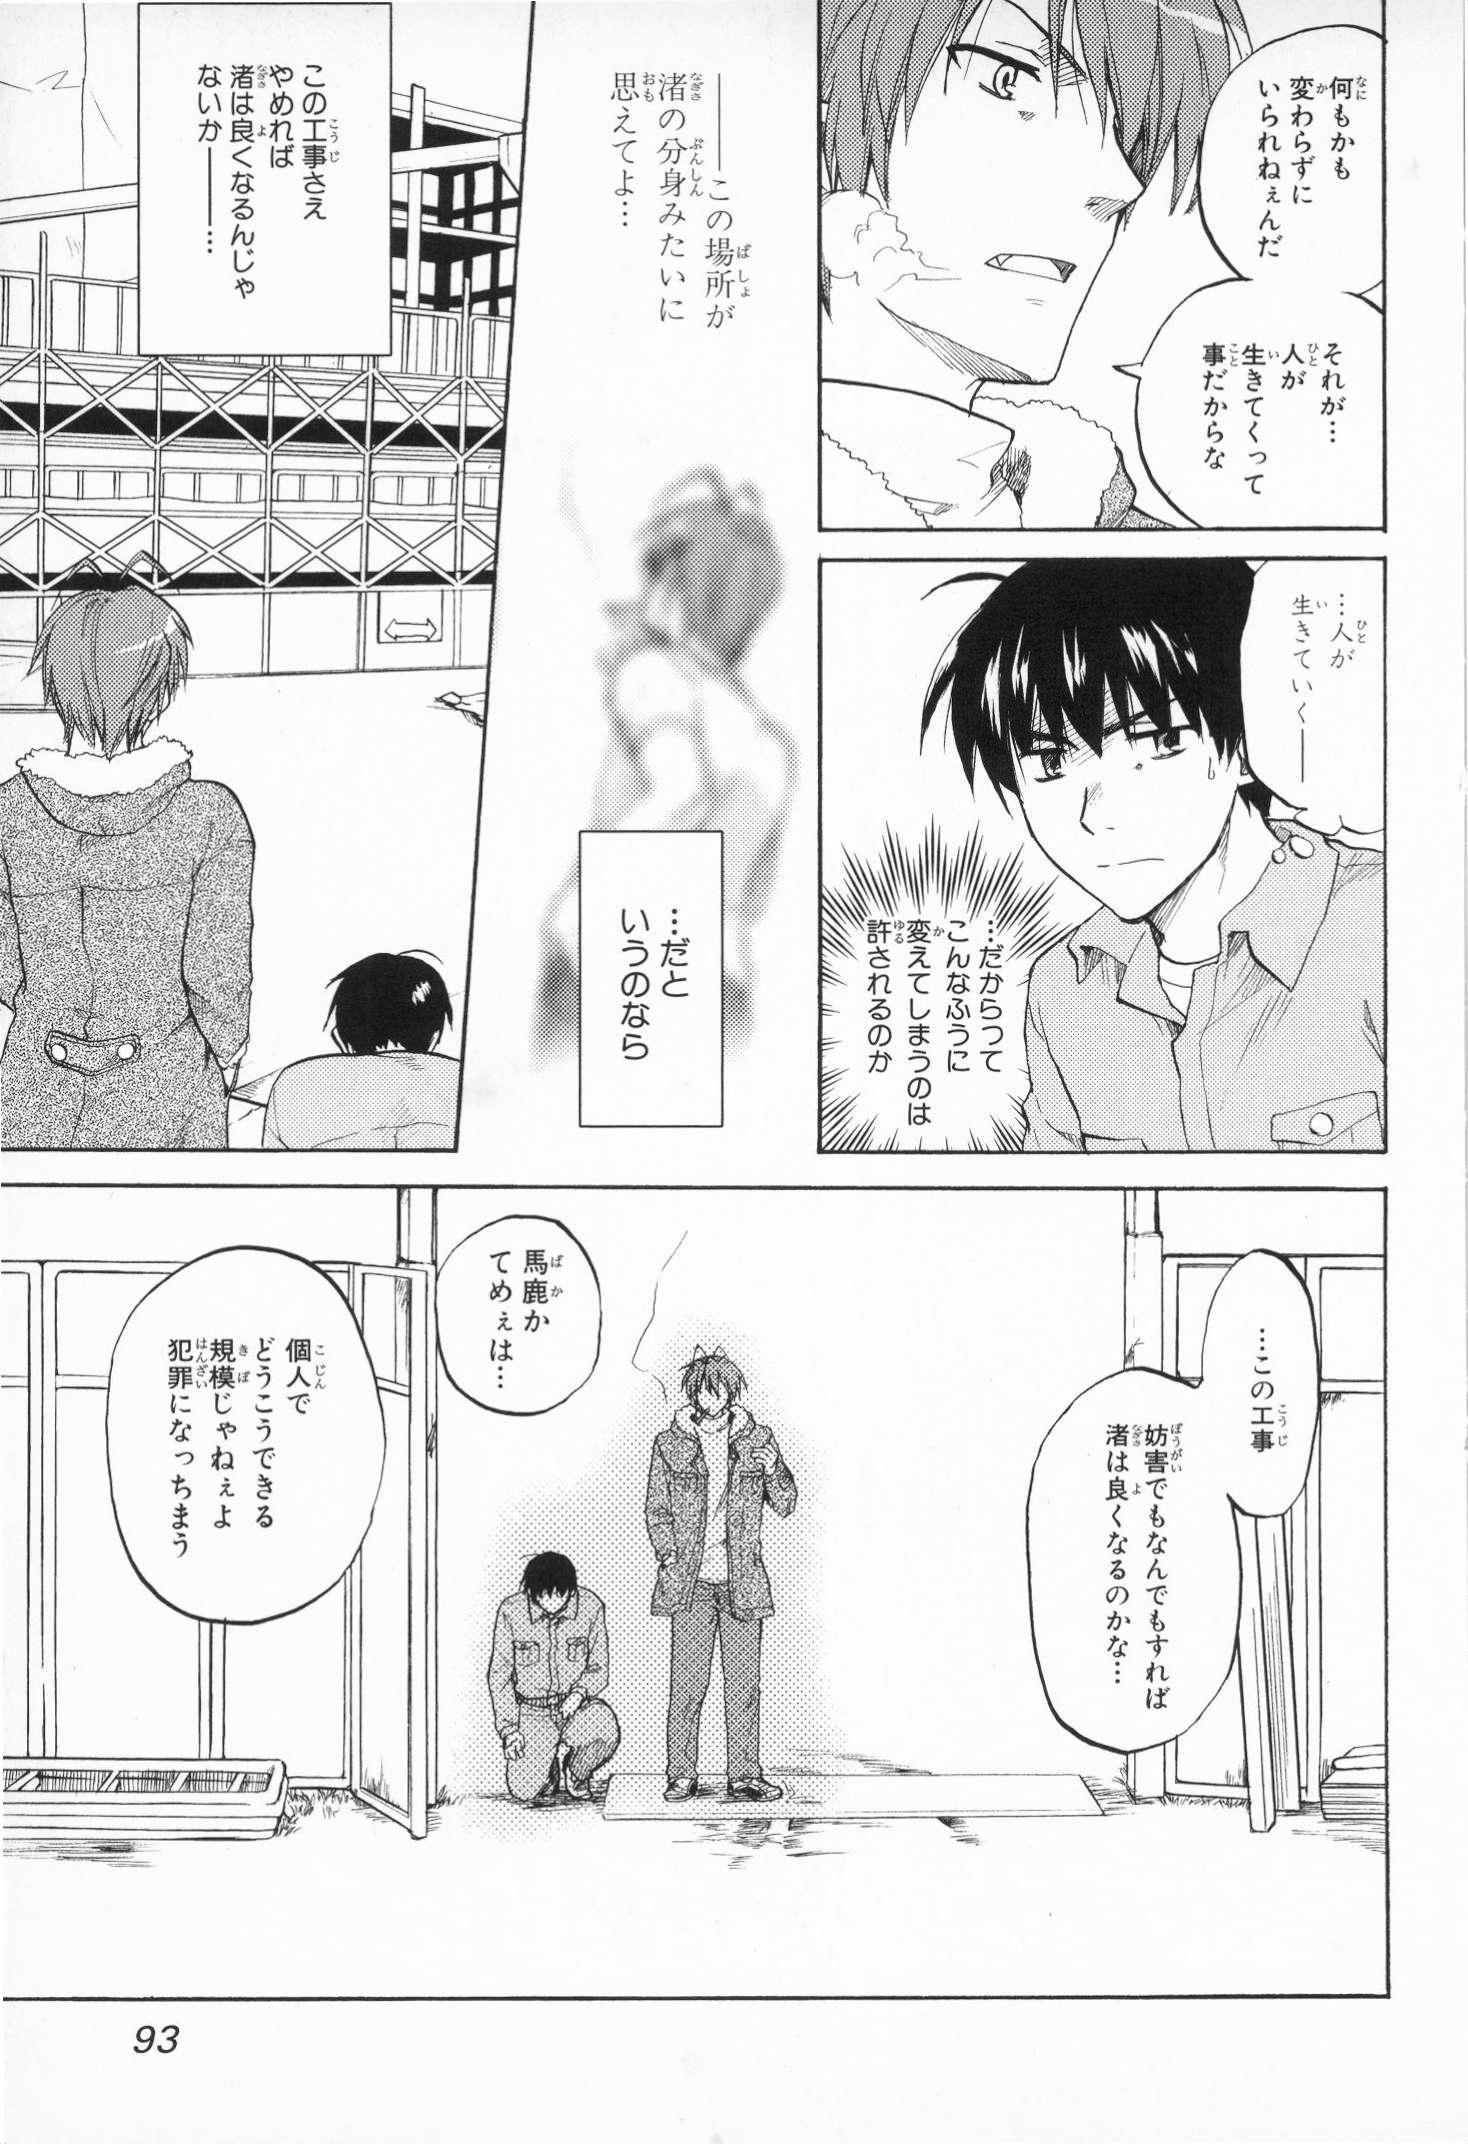 何もかも
変わらずに
いられねぇんだ
それが…
人が
生きてくって
事だからな
…人が
生きていく――
…だからって
こんなふうに
変えてしまうのは
許されるのか
――この場所が
渚の分身みたいに
思えてよ…
…だと
いうのなら
この工事さえ
やめれば
渚は良くなるんじゃ
ないか――…
…この工事
妨害でもなんでもすれば
渚は良くなるのかな…
馬鹿か
てめぇは…
個人で
どうこうできる
規模じゃねぇよ
犯罪になっちまう
93